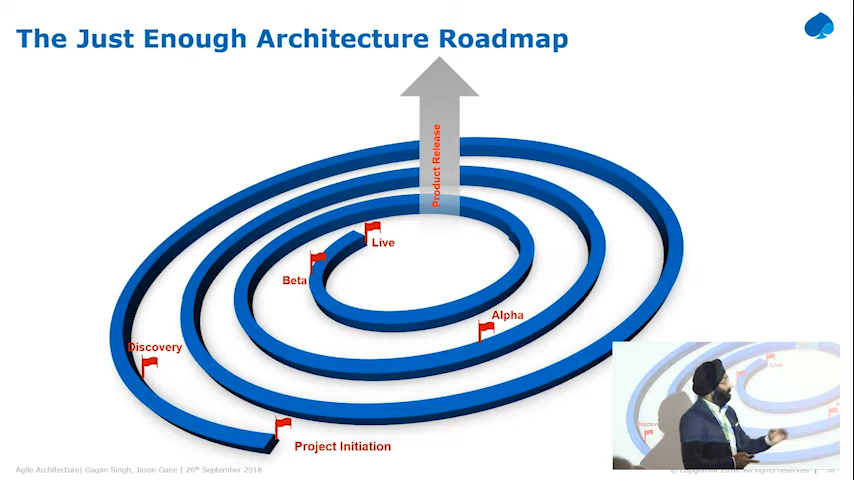 The Just Enough Architecture Roadmap
Product Release
Live
Beta
Alpha
Discovery
Project Initiation
Agile Architecture| Gagan Singh, Jason Gane | 26th September 2018
Live